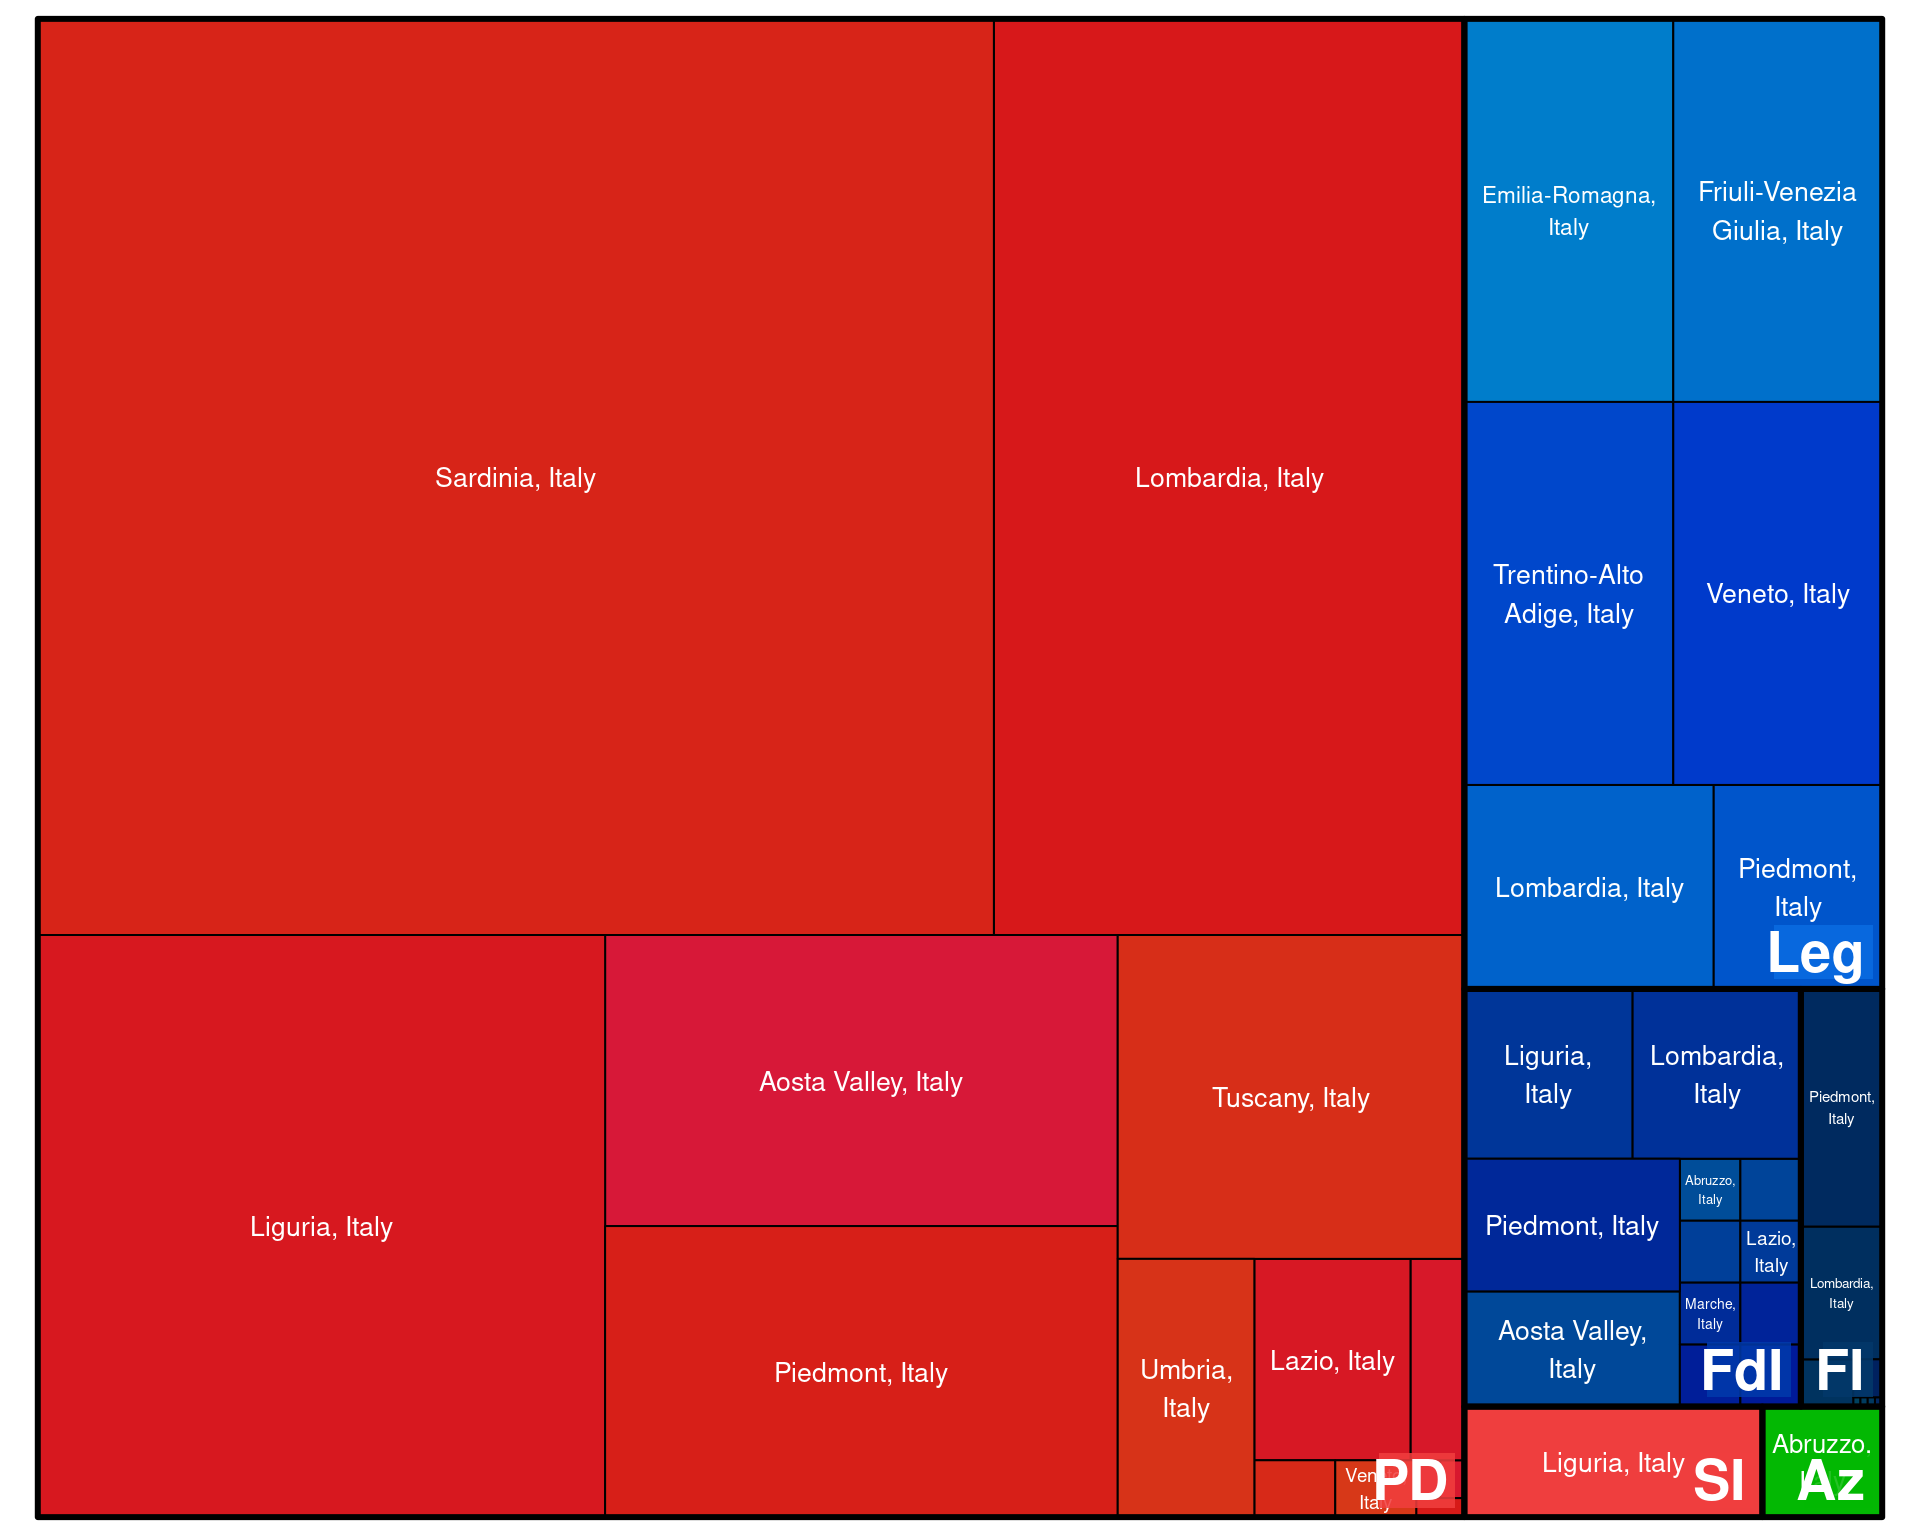 Sardinia, Italy
Lombardia, Italy
Liguria, Italy
Aosta Valley, Italy
Piedmont, Italy
Tuscany, Italy
Umbria,
Italy
Lazio, Italy
Italy
PD
Emilia-Romagna,
Italy
Friuli-Venezia
Giulia, Italy
Trentino-Alto
Adige, Italy
Veneto, Italy
Lombardia, Italy
Piedmont,
Italy
Leg
Liguria,
Italy
Lombardia,
Italy
Piedmont, Italy
Aosta Valley,
Italy
Abruzzo,
Italy
Lazio,
Italy
Marche,
Italy
FdI
Piedmont,
Italy
Lombardia,
Italy
FI
Liguria, Italy
SI
Abruzzo,
Az